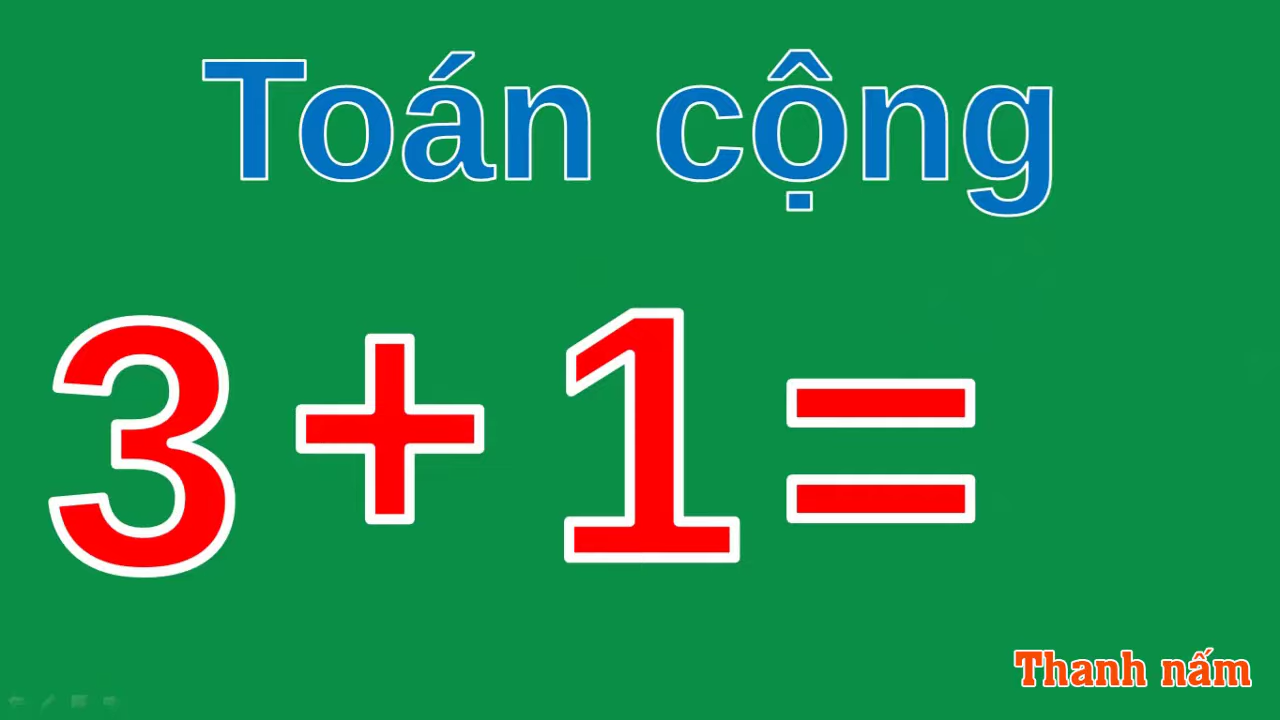 Toán cộng
3 + 1 =
Thanh nấm